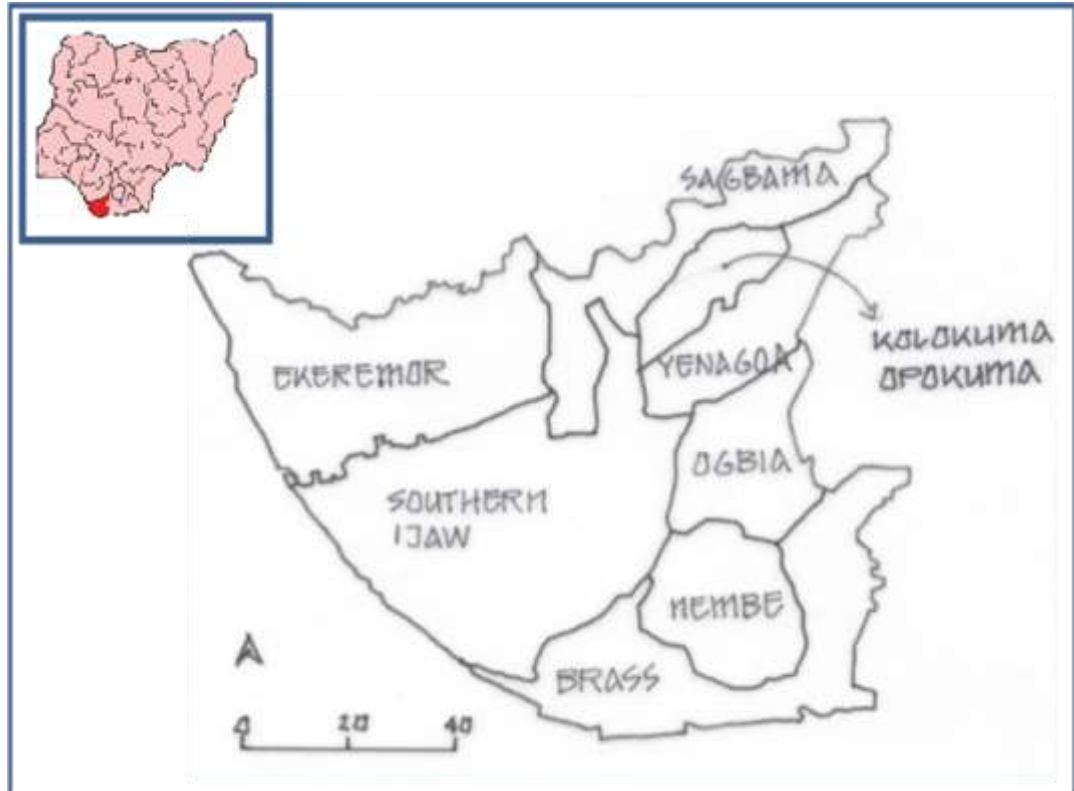 SAGBAMA
KOLOKUMA
OPOKUMA
YENAGOA
EKEREMOR
OGBIA
SOUTHERN
IJAW
NEMBE
BRASS
0 20 40